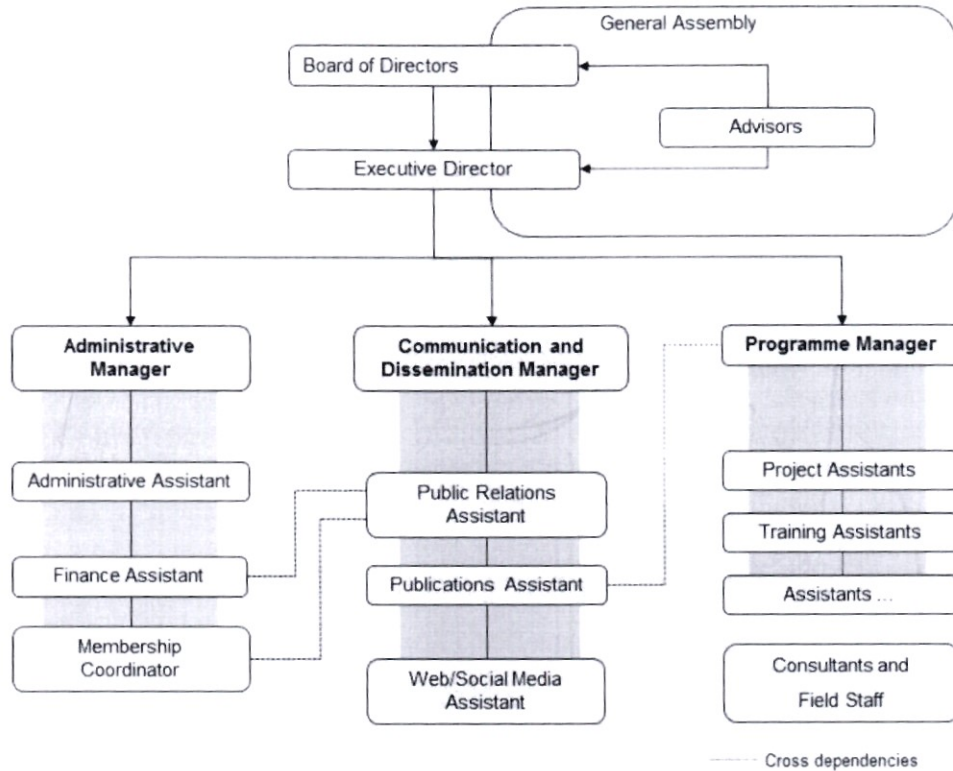 General Assembly
Board of Directors
Advisors
Executive Director
Administrative
Manager
Communication and
Dissemination Manager
Programme Manager
Administrative Assistant
Public Relations
Assistant
Project Assistants
Training Assistants
Finance Assistant
Publications Assistant
Assistants ...
Membership
Coordinator
Web/Social Media
Assistant
Consultants and
Field Staff
Cross dependencies